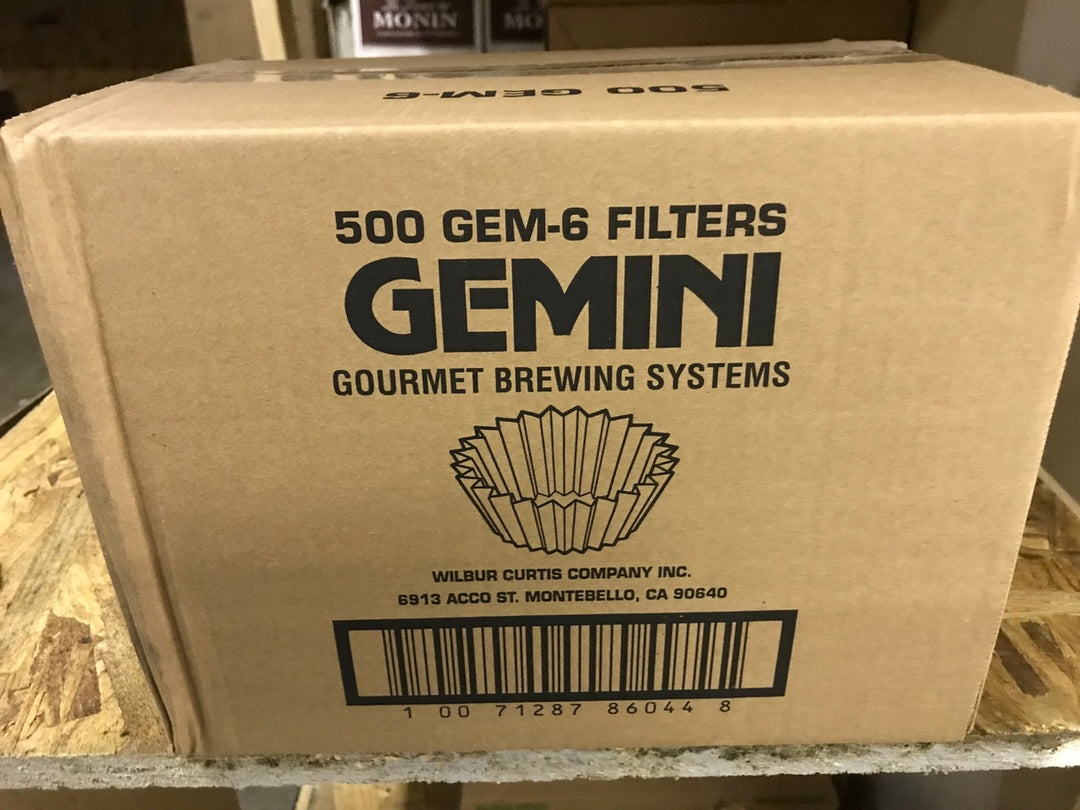 MONIN
MO
500 GEM-6
500 GEM-6 FILTERS
GEMINI
GOURMET BREWING SYSTEMS
WILBUR CURTIS COMPANY INC.
6913 ACCO ST. MONTEBELLO, CA 90640
1 00 71287 86044 8